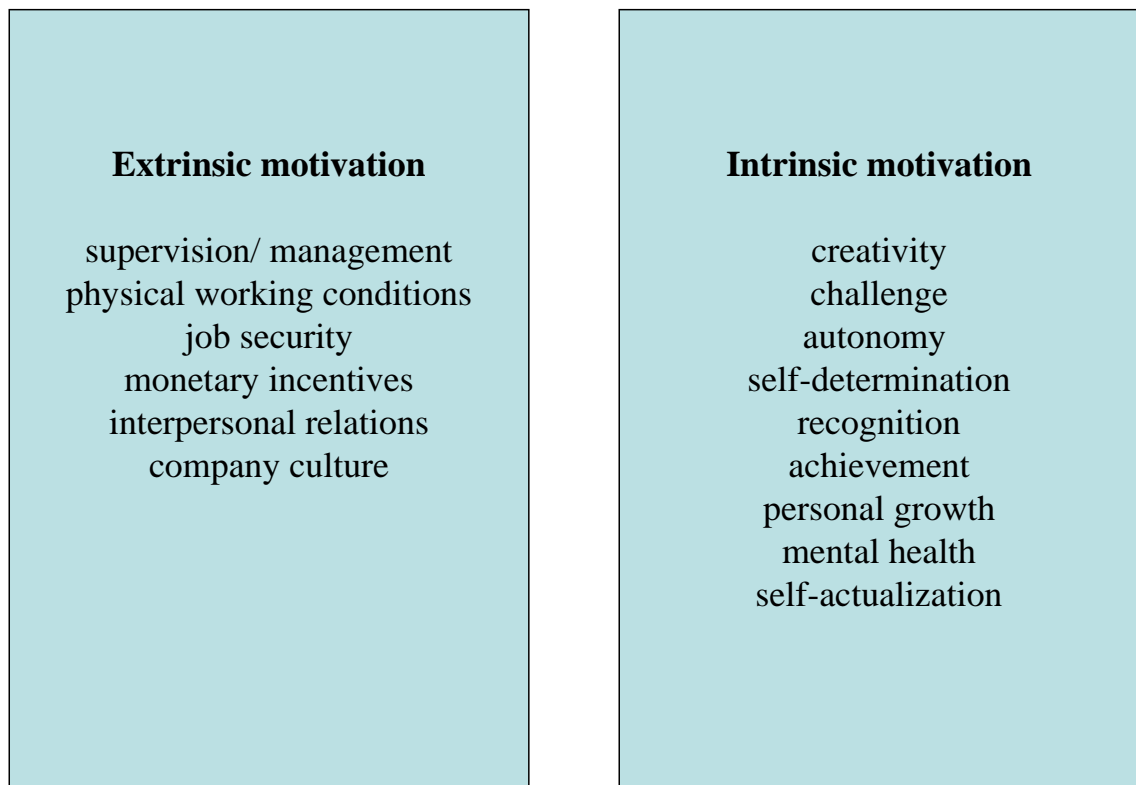 Extrinsic motivation
supervision/ management
physical working conditions
job security
monetary incentives
interpersonal relations
company culture
Intrinsic motivation
creativity
challenge
autonomy
self-determination
recognition
achievement
personal growth
mental health
self-actualization